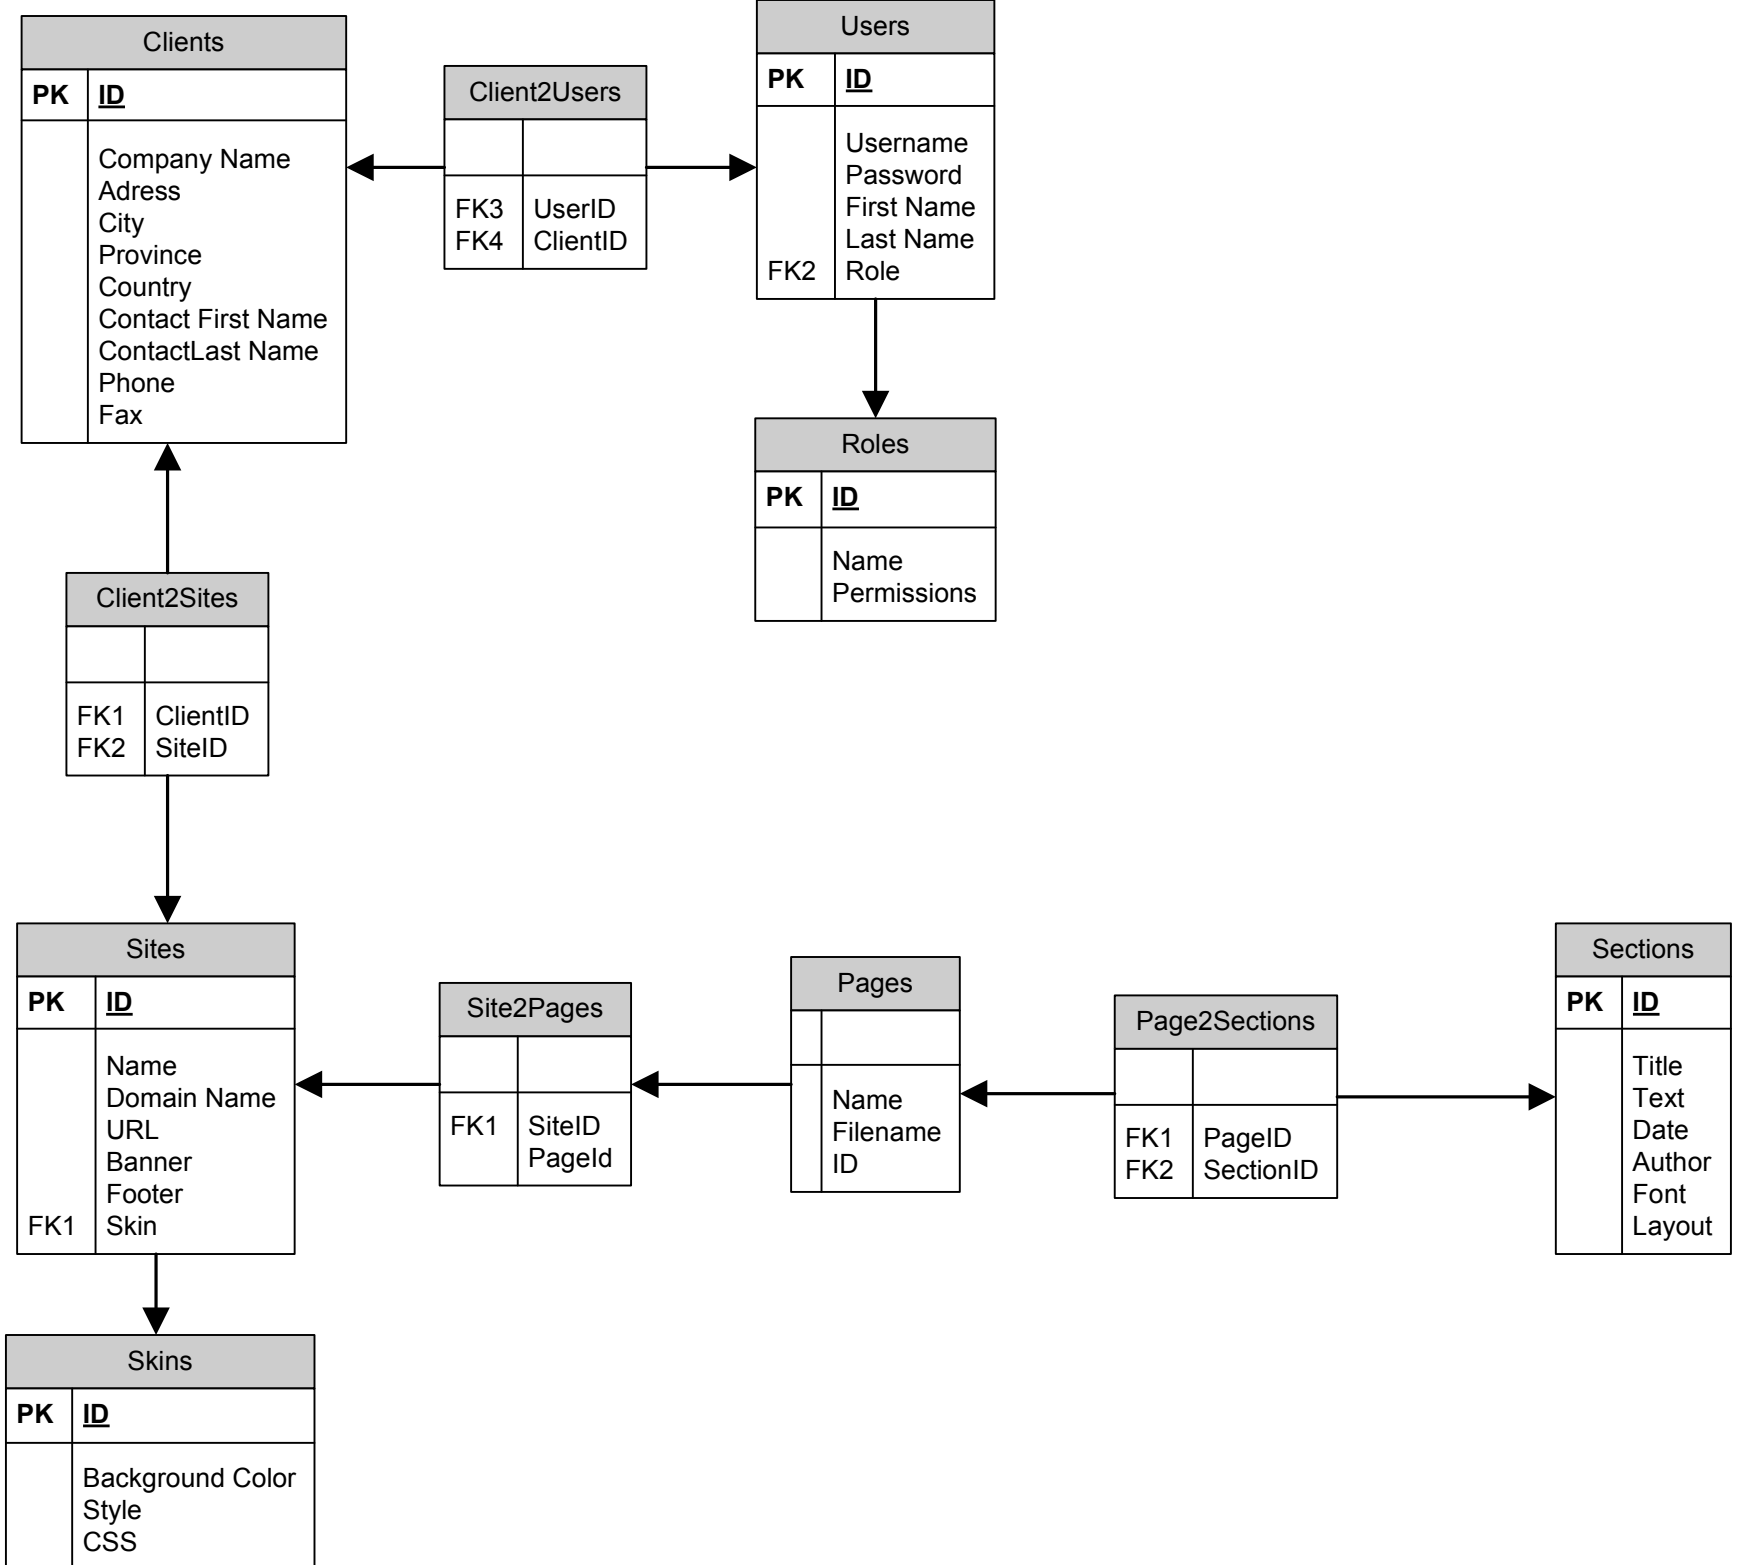 Clients
PK ID
Company Name
Adress
City
Province
Country
Contact First Name
ContactLast Name
Phone
Fax
Client2Users
FK3 UserID
FK4 ClientID
Users
PK ID
Username
Password
First Name
Last Name
FK2 Role
Roles
PK ID
Name
Permissions
Client2Sites
FK1 ClientID
FK2 SiteID
Sites
PK ID
Name
Domain Name
URL
Banner
Footer
FK1 Skin
Site2Pages
FK1 SiteID
PageId
Pages
Name
Filename
ID
Page2Sections
FK1 PageID
FK2 SectionID
Sections
PK ID
Title
Text
Date
Author
Font
Layout
Skins
PK ID
Background Color
Style
CSS